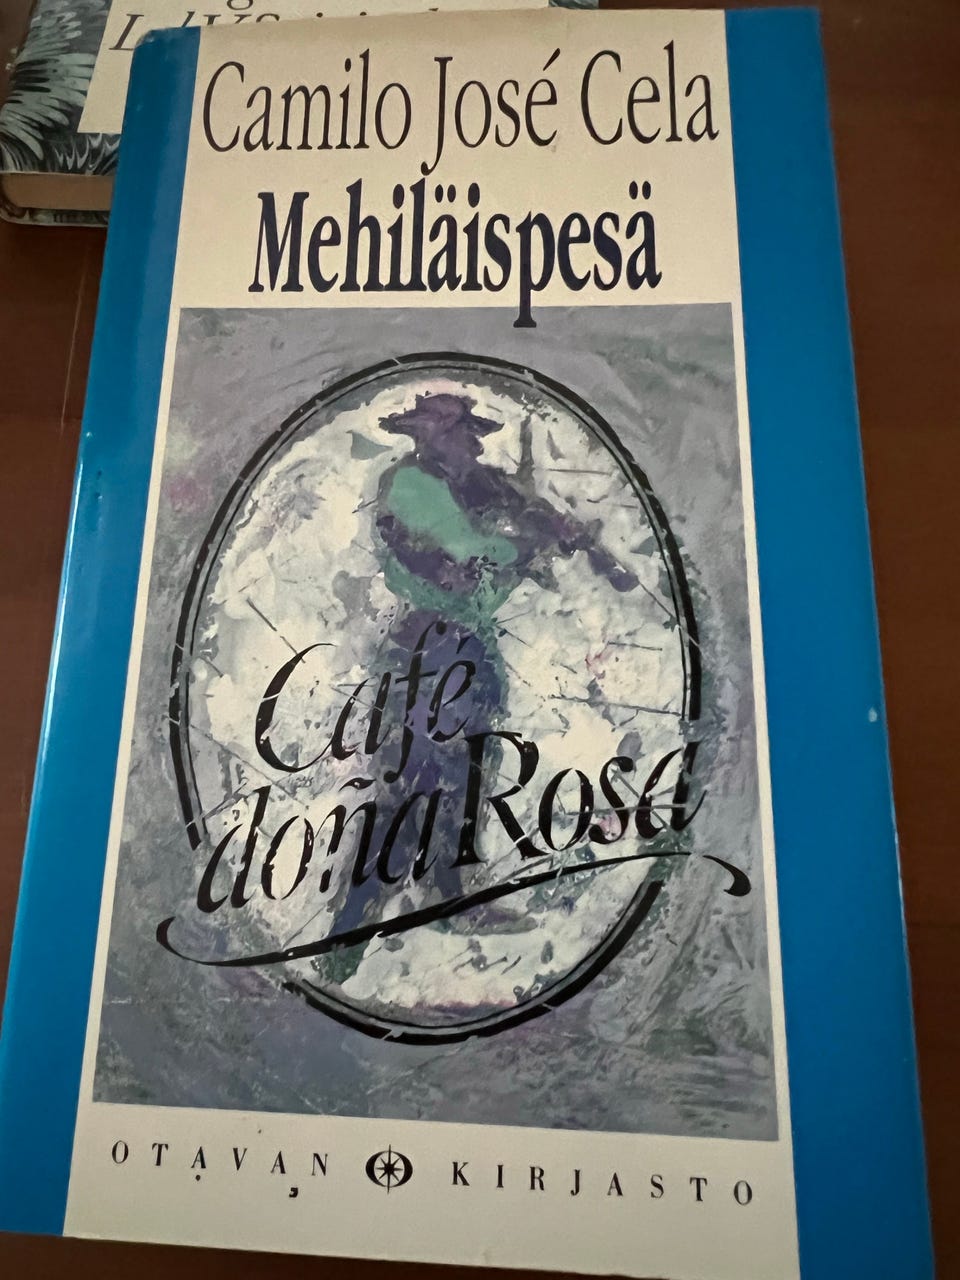 Camilo José Cela
Mehiläispesä
Café
doña Rosa
OTAVAN KIRJASTO